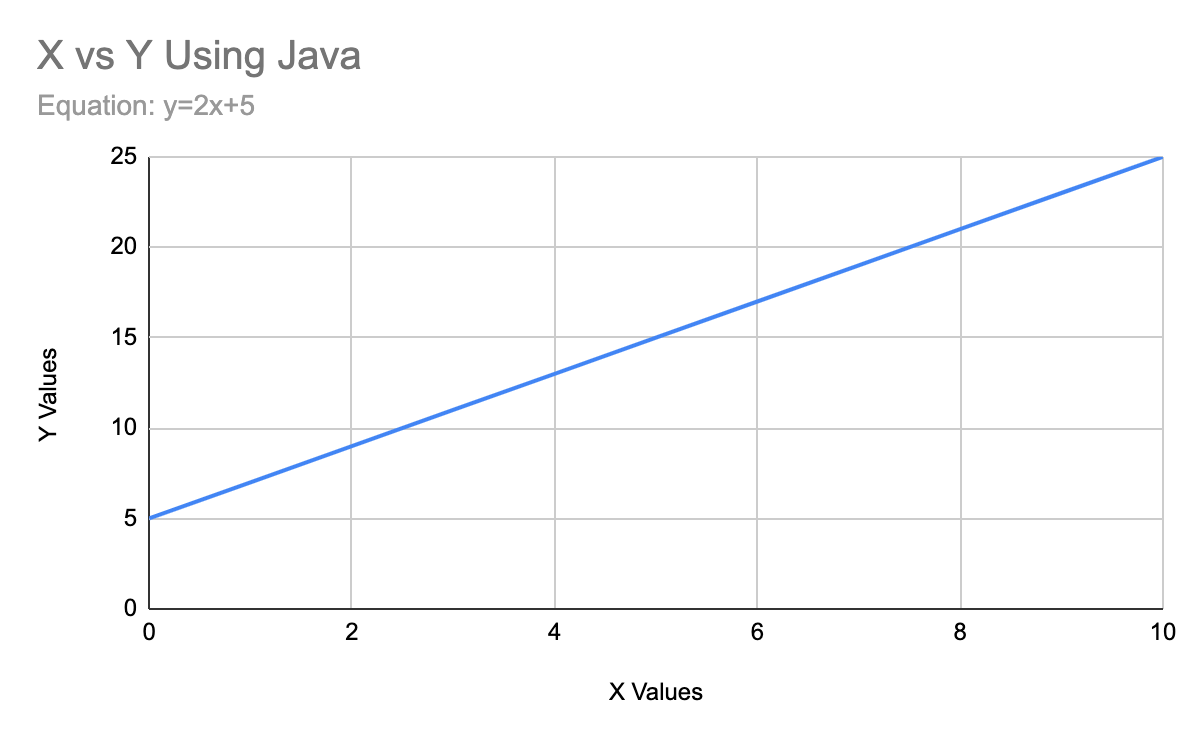 X vs Y Using Java
Equation: y=2x+5
25
20
15
10
5
0
Y Values
0 2 4 6 8 10
X Values